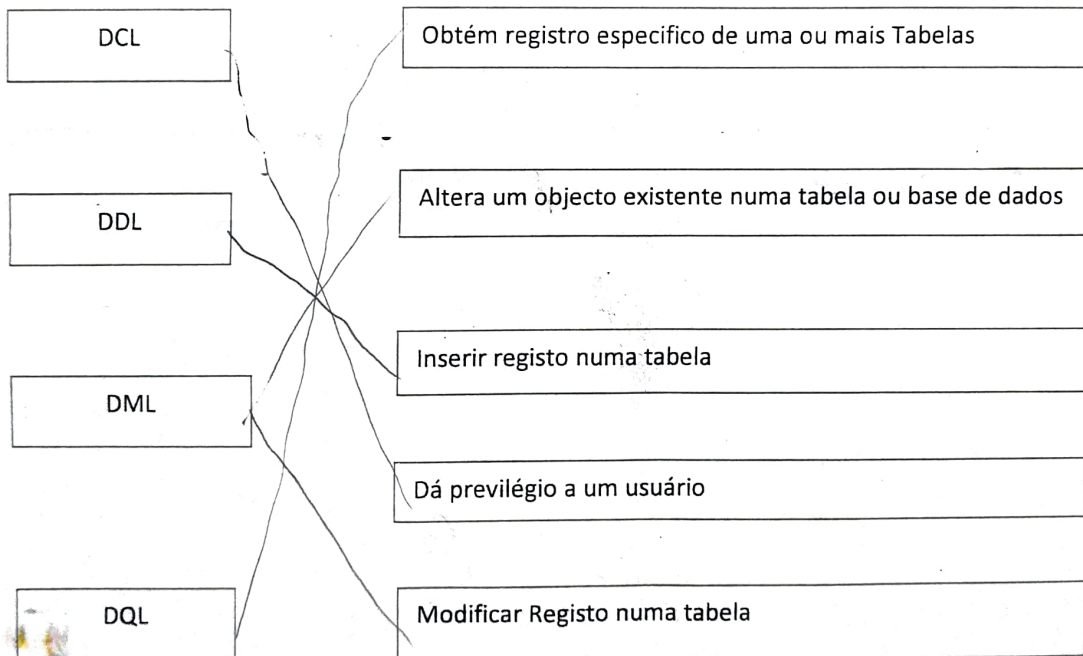 DCL
Obtém registro especifico de uma ou mais Tabelas
DDL
Altera um objecto existente numa tabela ou base de dados
Inserir registo numa tabela
DML
Dá previlégio a um usuário
DQL
Modificar Registo numa tabela